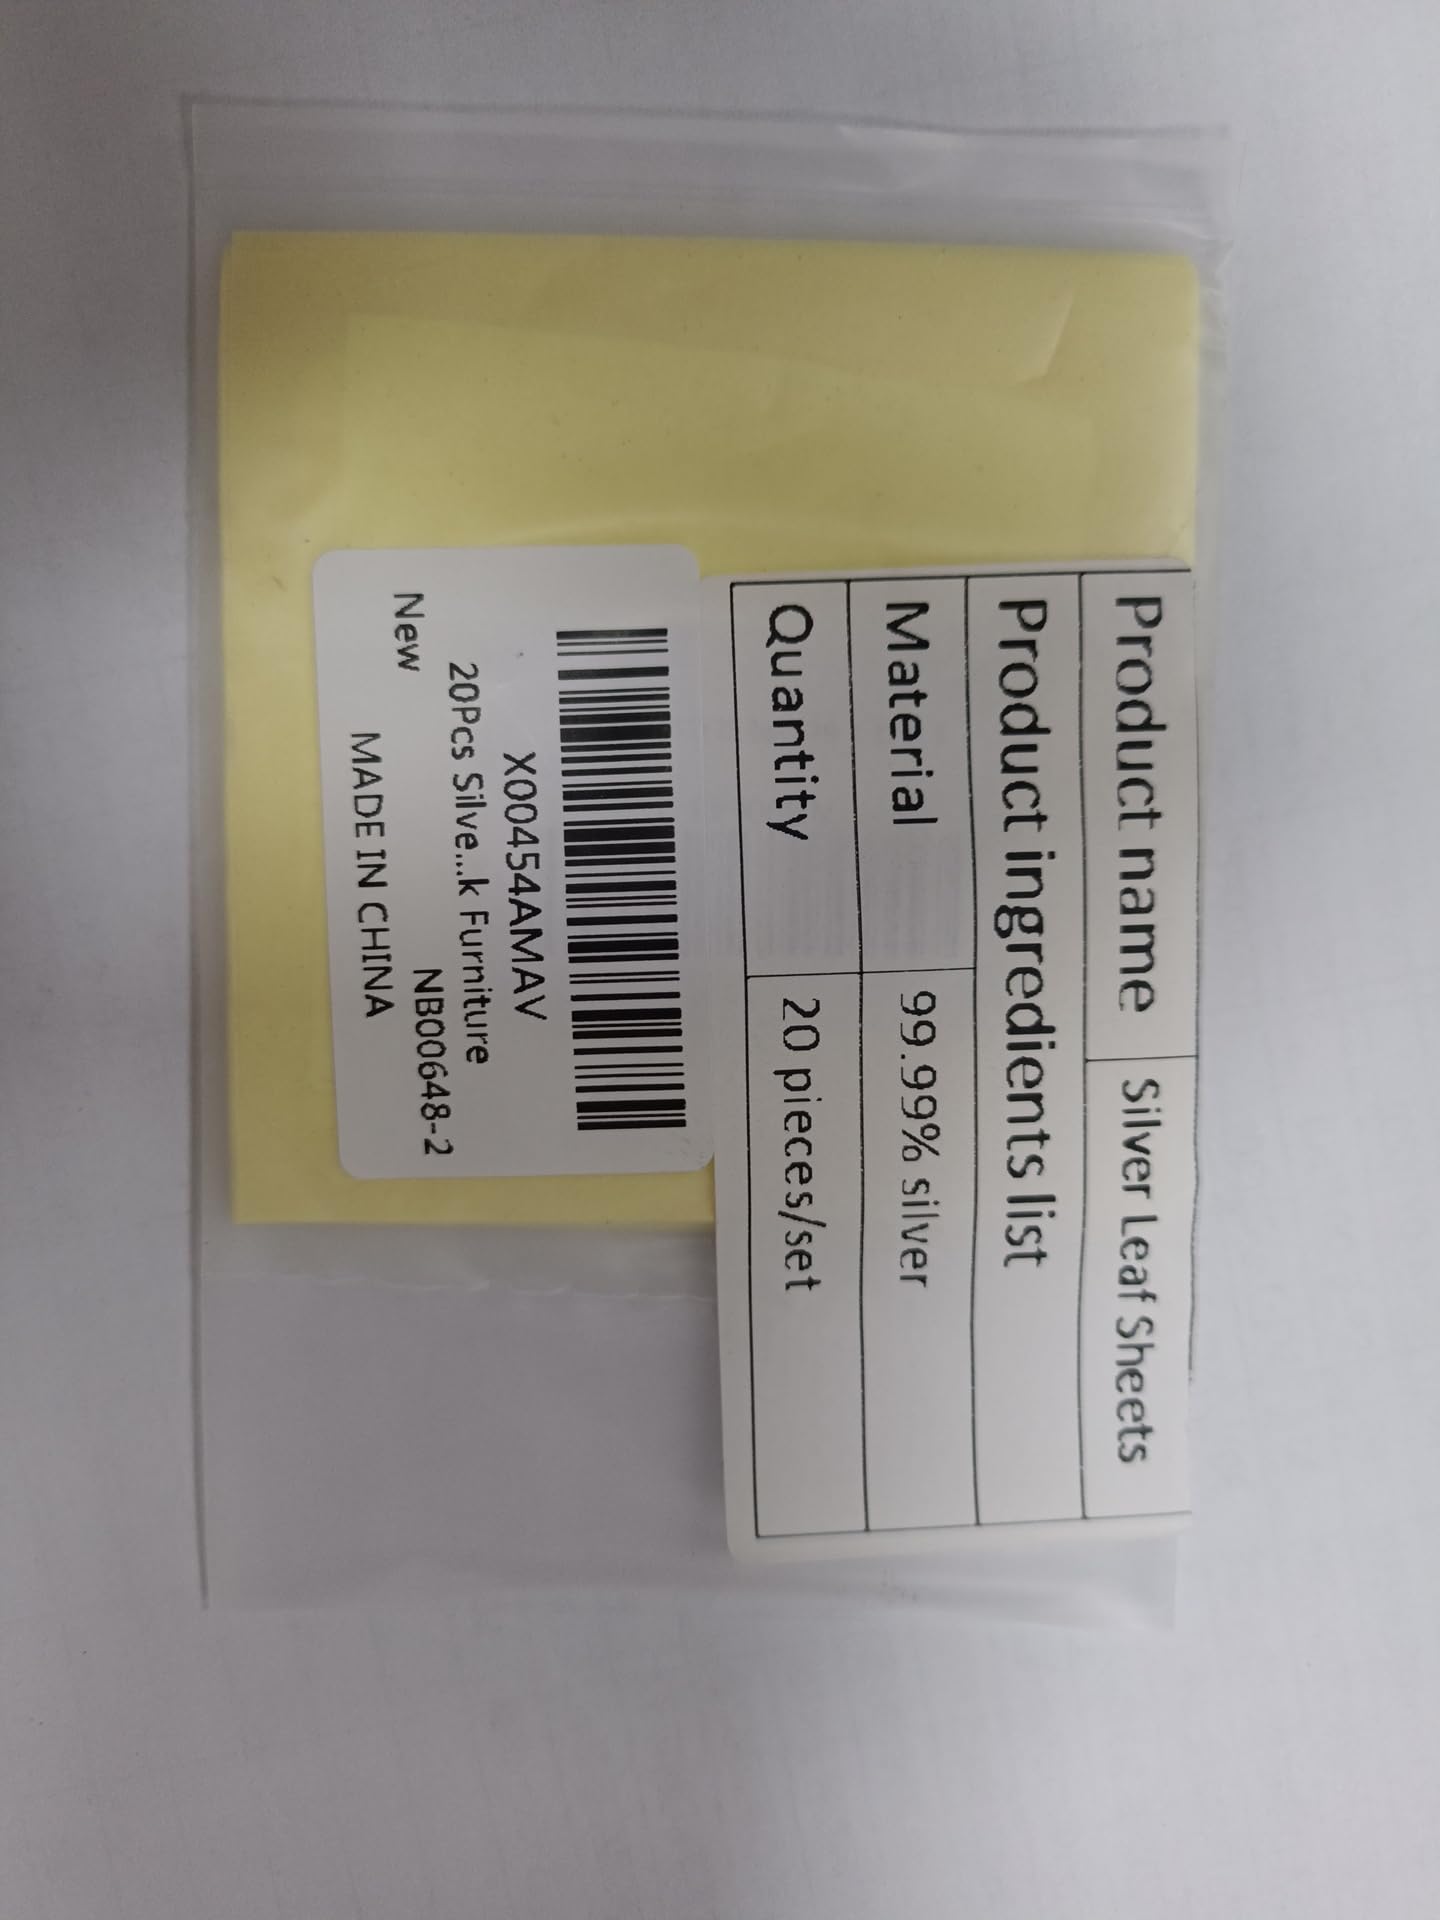 Product name Silver Leaf Sheets
Product ingredients list
Material 99.99% silver
Quantity 20 pieces/set
X00454AMAV
20Pcs Silve...k Furniture
New NB00648-2
MADE IN CHINA